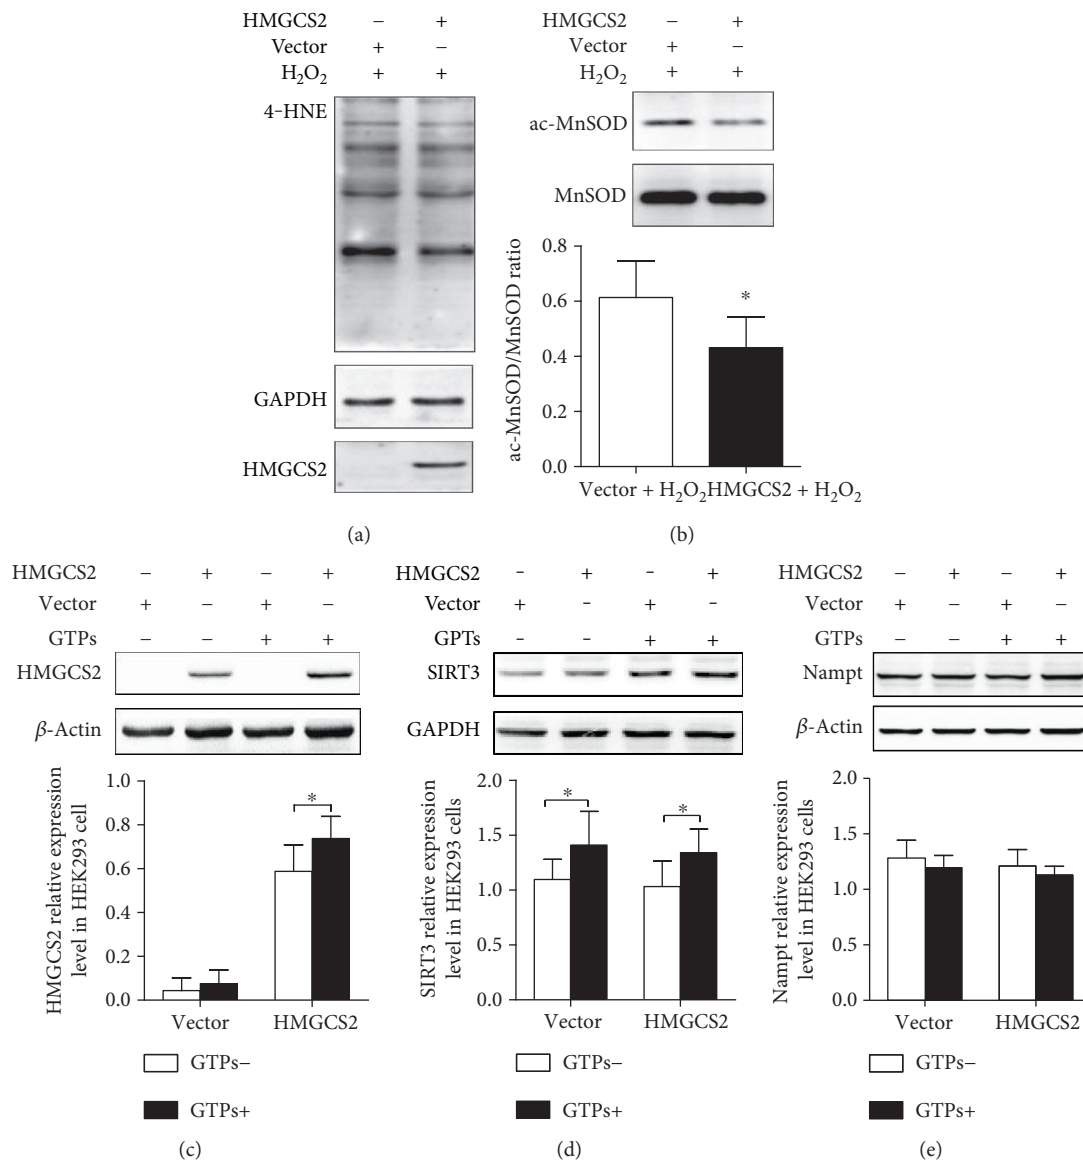 HMGCS2 − +
Vector + −
H₂O₂ + +
4-HNE
GAPDH
HMGCS2
(a)
HMGCS2 − +
Vector + −
H₂O₂ + +
ac-MnSOD
MnSOD
ac-MnSOD/MnSOD ratio
0.8
0.6
0.4
0.2
0.0
*
Vector + H₂O₂ HMGCS2 + H₂O₂
(b)
HMGCS2 − + − +
Vector + − + −
GTPs − − + +
HMGCS2
β-Actin
HMGCS2 relative expression
level in HEK293 cell
1.0
0.8
0.6
0.4
0.2
0.0
*
Vector HMGCS2
GTPs−
GTPs+
(c)
HMGCS2 - + - +
Vector + - + -
GPTs - - + +
SIRT3
GAPDH
SIRT3 relative expression
level in HEK293 cells
2.0
1.5
1.0
0.5
0.0
*
*
Vector HMGCS2
GTPs−
GTPs+
(d)
HMGCS2 − + − +
Vector + − + −
GTPs − − + +
Nampt
β-Actin
Nampt relative expression
level in HEK293 cells
2.0
1.5
1.0
0.5
0.0
Vector HMGCS2
GTPs−
GTPs+
(e)